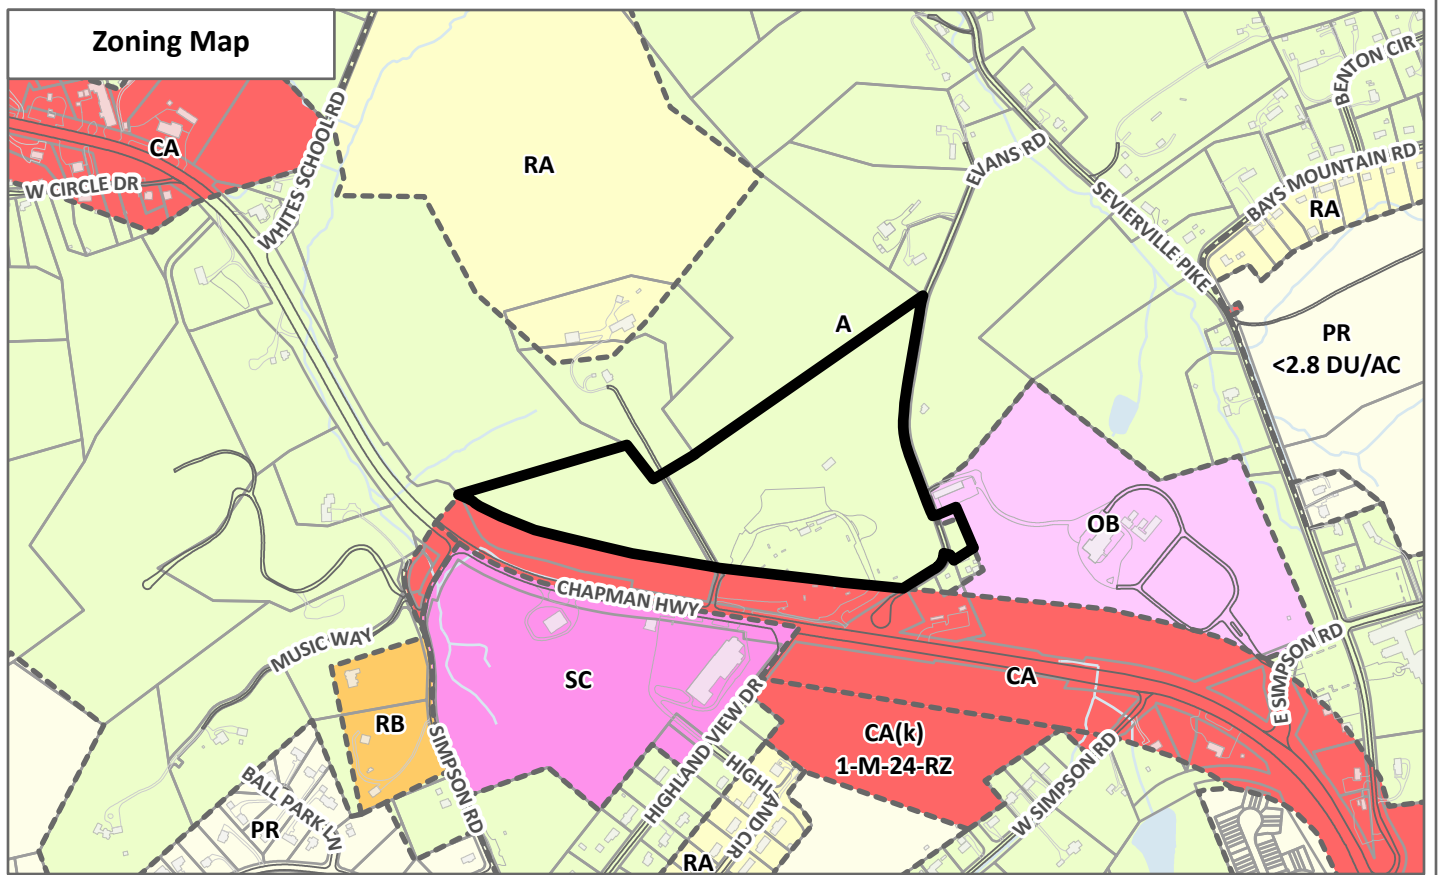 Zoning Map
BENTON CIR
CA
WHITES SCHOOL RD
RA
EVANS RD
BAYS MOUNTAIN RD
W CIRCLE DR
SEVIERVILLE PIKE
RA
A
PR
<2.8 DU/AC
OB
CHAPMAN HWY
MUSIC WAY
E SIMPSON RD
SC
CA
RB
HIGHLAND VIEW DR
CA(k)
1-M-24-RZ
SIMPSON RD
W SIMPSON RD
BALL PARK LN
HIGHLAND CIR
PR
RA